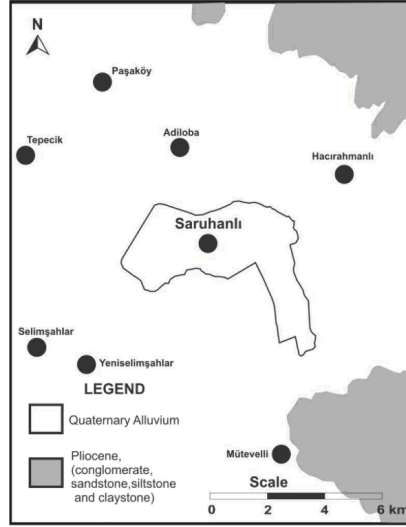 N
Paşaköy
Adiloba
Tepecik
Hacırahmanlı
Saruhanlı
Selimşahlar
Yeniselimşahlar
LEGEND
Quaternary Alluvium
Pliocene,
(conglomerate,
sandstone,siltstone
and claystone)
Mütevelli
Scale
0 2 4 6 km